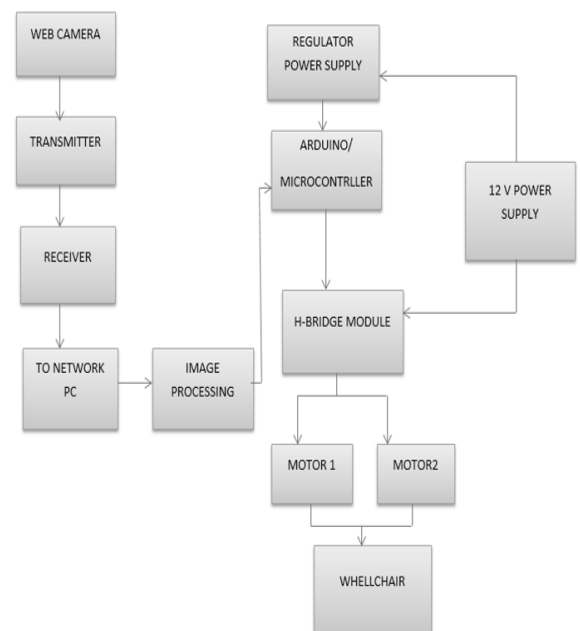 WEB CAMERA
TRANSMITTER
RECEIVER
TO NETWORK
PC
IMAGE
PROCESSING
REGULATOR
POWER SUPPLY
ARDUINO/
MICROCONTRLLER
12 V POWER
SUPPLY
H-BRIDGE MODULE
MOTOR 1
MOTOR2
WHELLCHAIR